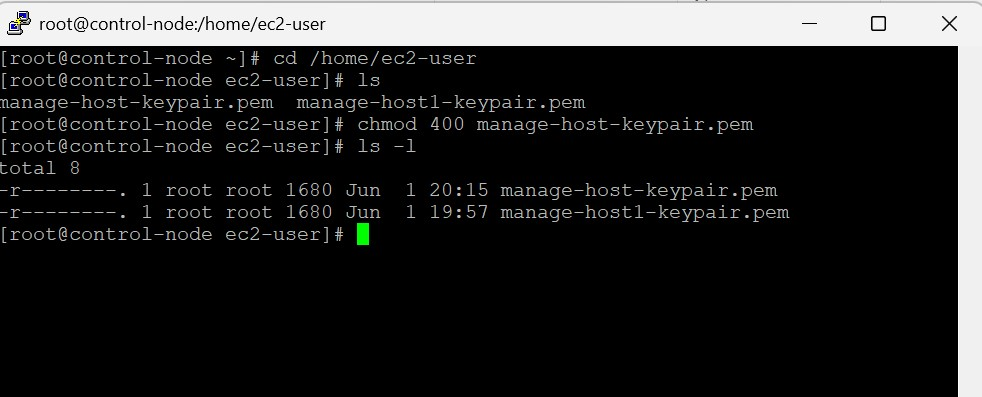 root@control-node:/home/ec2-user
[root@control-node ~]# cd /home/ec2-user
[root@control-node ec2-user]# ls
manage-host-keypair.pem  manage-host1-keypair.pem
[root@control-node ec2-user]# chmod 400 manage-host-keypair.pem
[root@control-node ec2-user]# ls -l
total 8
-r--------. 1 root root 1680 Jun  1 20:15 manage-host-keypair.pem
-r--------. 1 root root 1680 Jun  1 19:57 manage-host1-keypair.pem
[root@control-node ec2-user]#